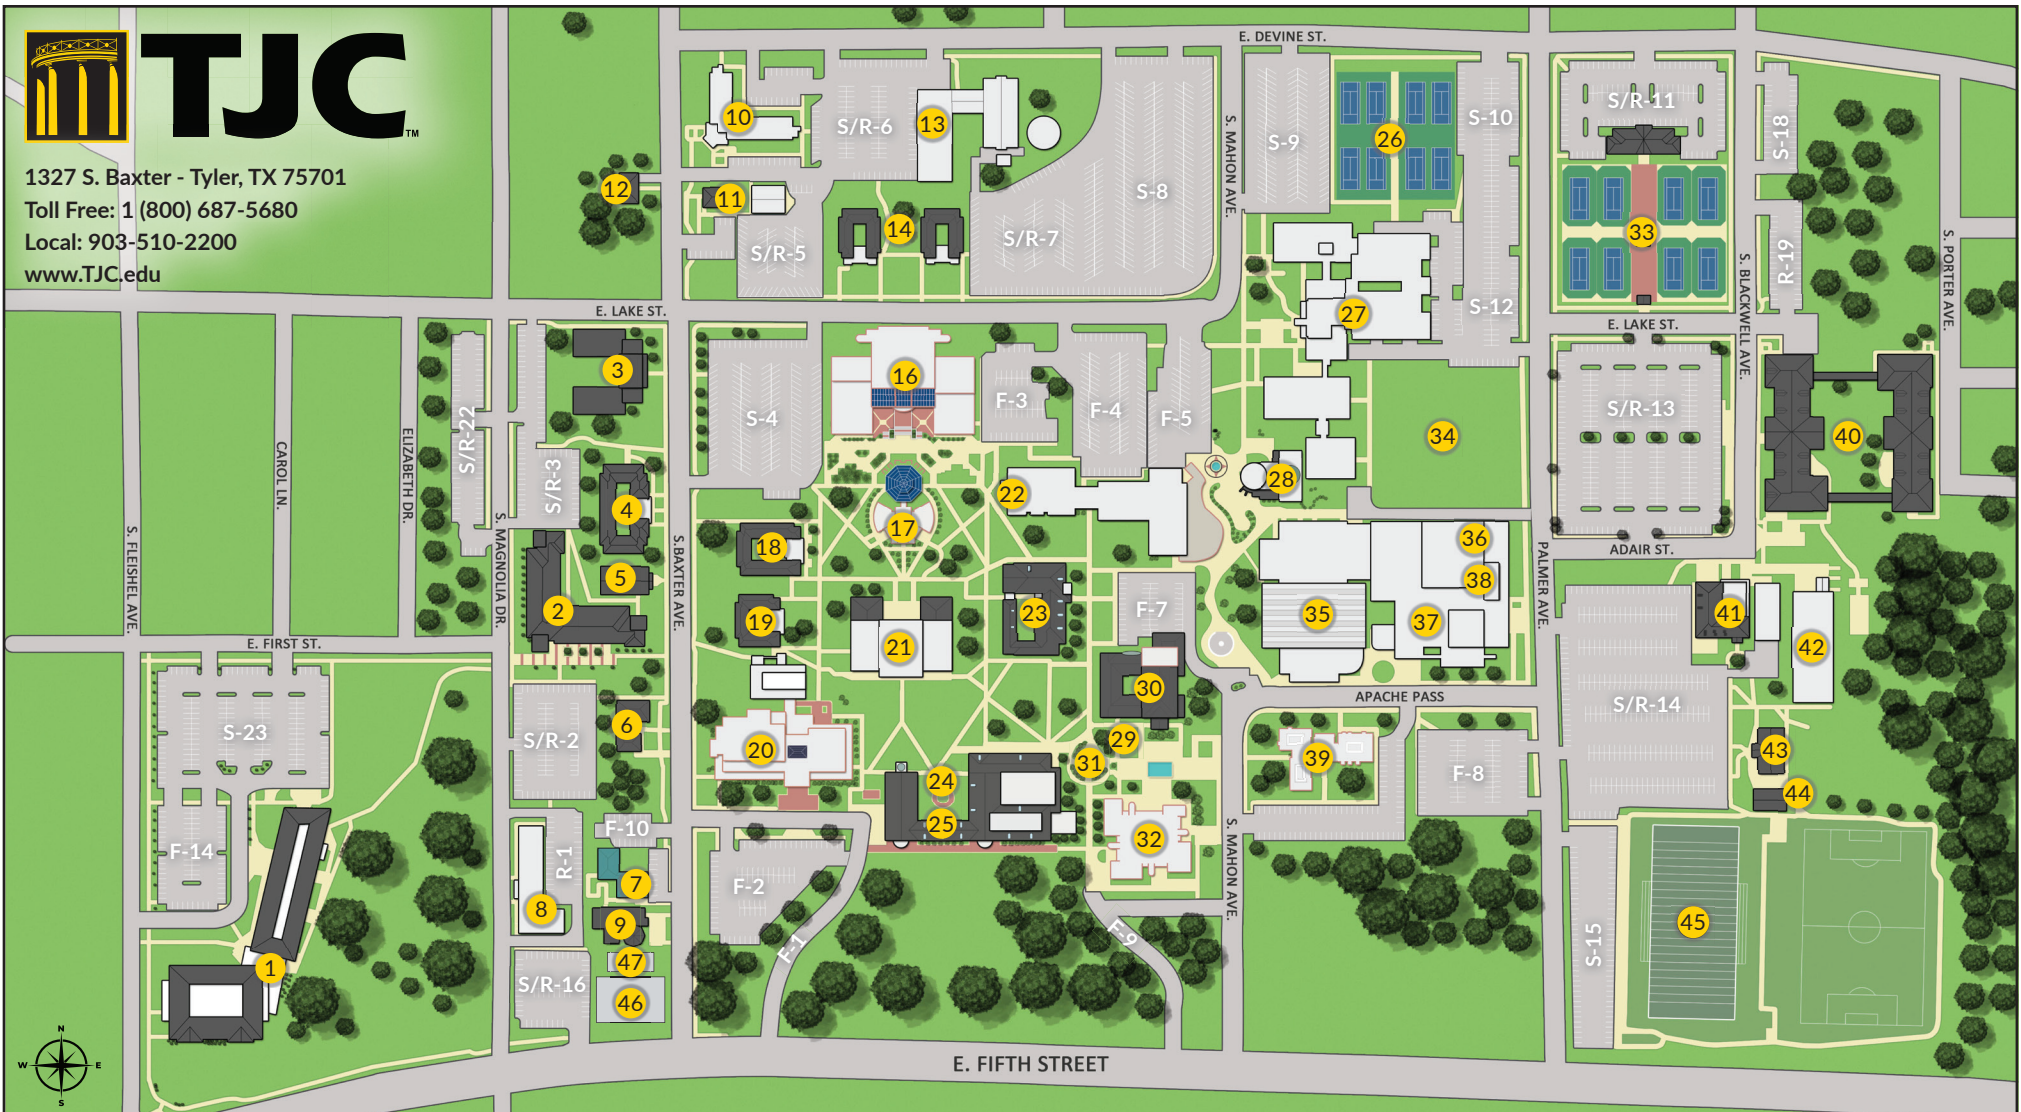 TJC™
1327 S. Baxter - Tyler, TX 75701
Toll Free: 1 (800) 687-5680
Local: 903-510-2200
www.TJC.edu
E. DEVINE ST.
S/R-11
10
13
S/R-6
S-9
26
S-10
S-18
12
11
14
S/R-5
S/R-7
S-8
S. MAHON AVE.
33
R-19
S. BLACKWELL AVE.
S. PORTER AVE.
E. LAKE ST.
27
S-12
E. LAKE ST.
3
16
S-4
F-3
F-4
F-5
34
S/R-13
40
S. FLEISHEL AVE.
CAROL LN.
ELIZABETH DR.
S/R-22
S. MAGNOLIA DR.
S/R-3
4
5
2
S.BAXTER AVE.
18
17
22
28
36
38
PALMER AVE.
ADAIR ST.
19
21
23
F-7
35
37
41
42
E. FIRST ST.
S-23
S/R-2
6
20
30
29
31
24
25
APACHE PASS
39
F-8
S/R-14
43
44
F-14
F-10
R-1
7
8
9
F-2
F-1
32
F-9
S. MAHON AVE.
S-15
45
1
47
46
S/R-16
N
W
E
S
E. FIFTH STREET